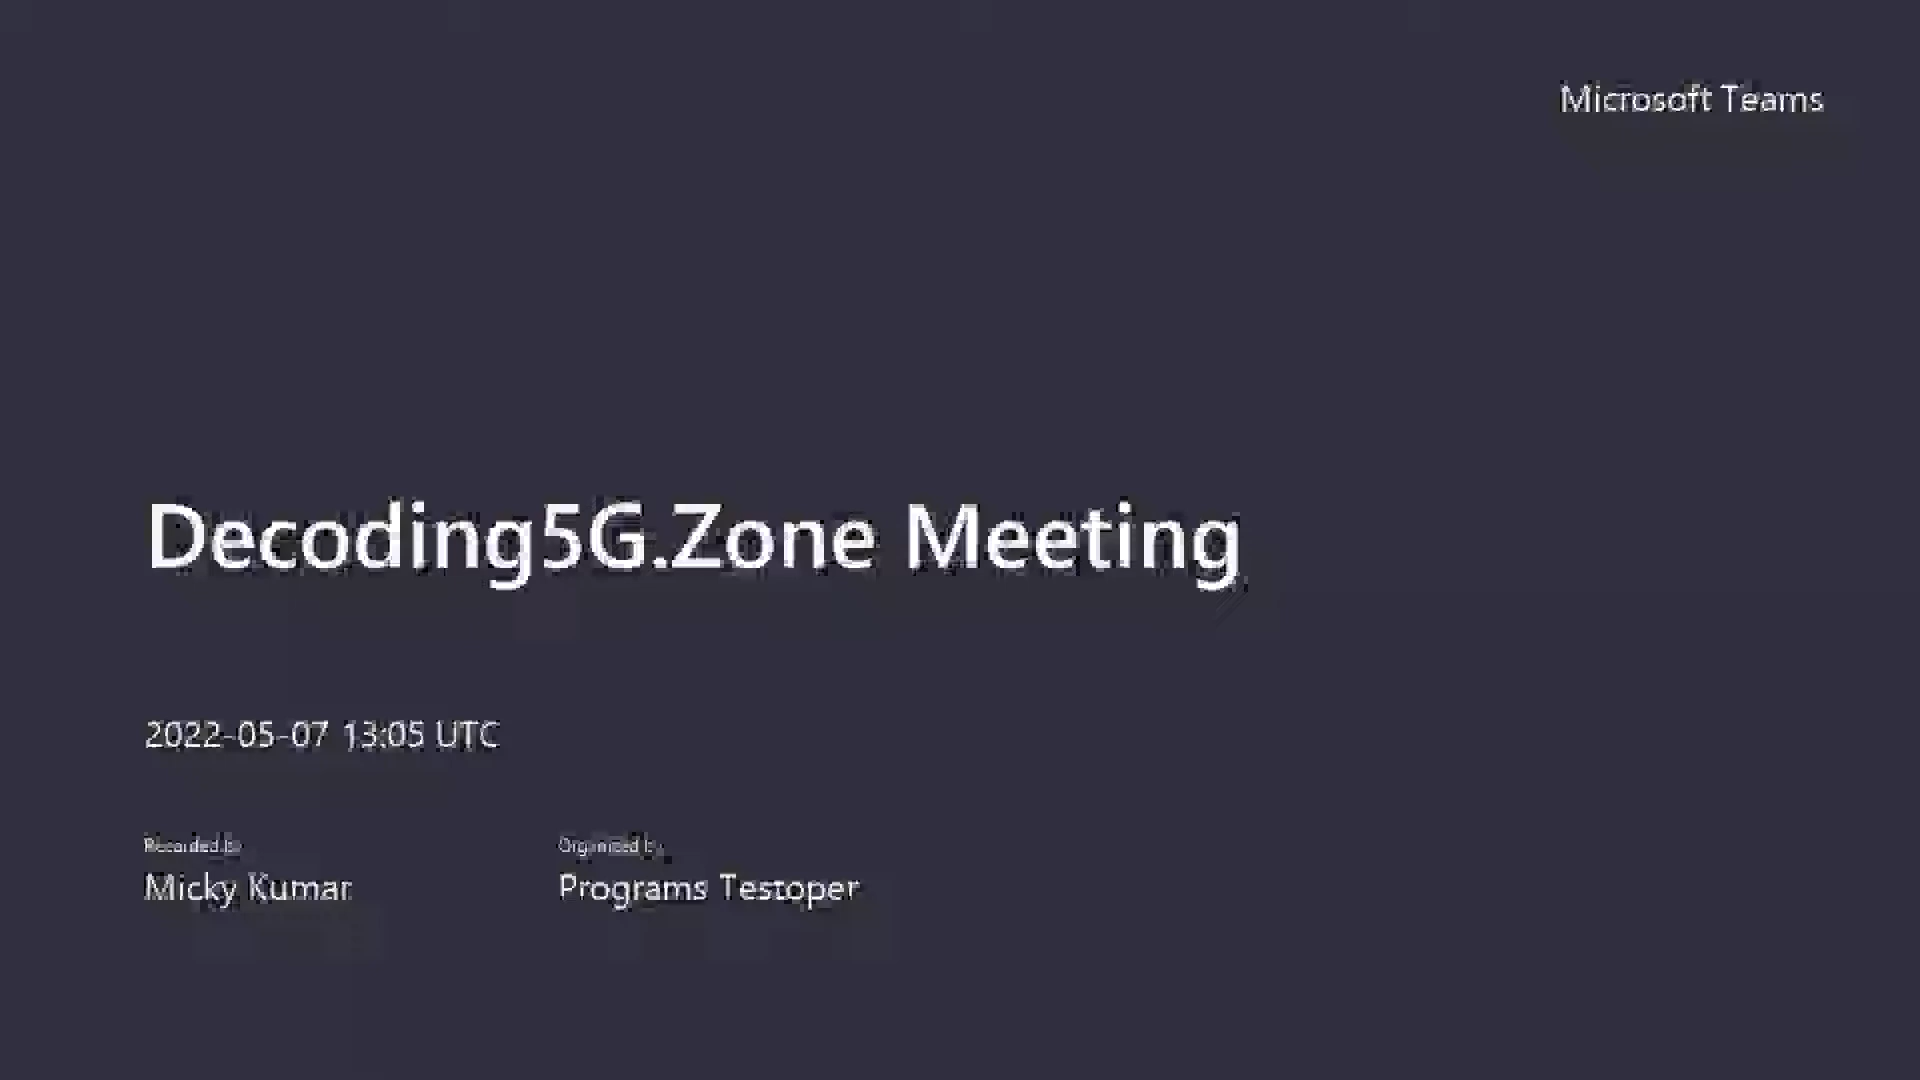 Microsoft Teams
Decoding5G.Zone Meeting
2022-05-07 13:05 UTC
Recorded by
Organized by
Micky Kumar
Programs Testoper